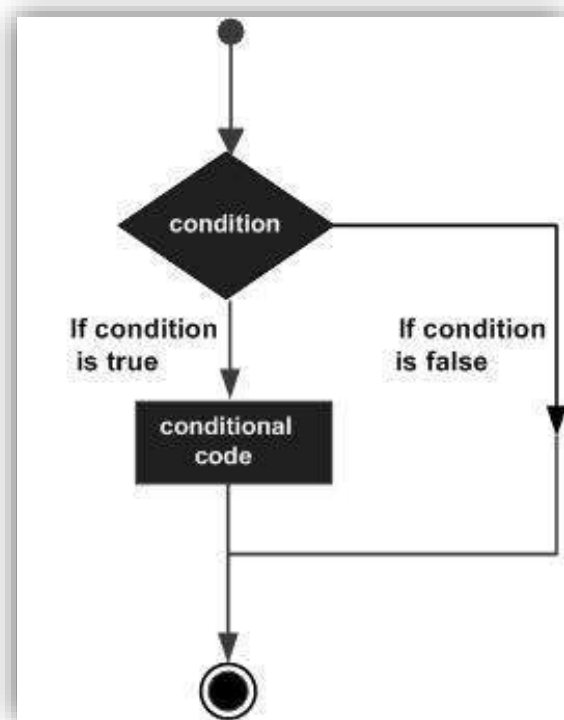 condition
If condition
is true
If condition
is false
conditional
code